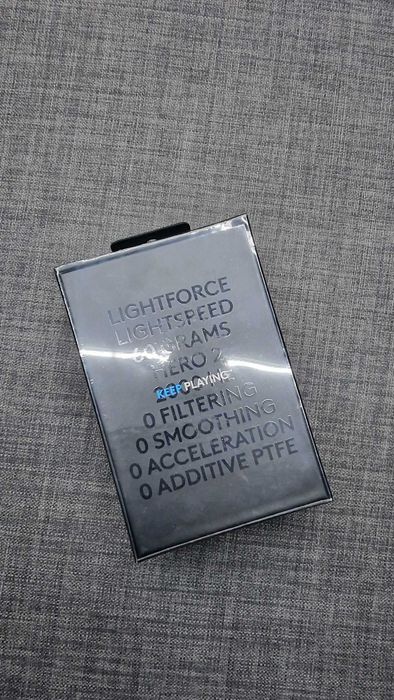 LIGHTFORCE
LIGHTSPEED
60 GRAMS
HERO 2
KEEP PLAYING
0 FILTERING
0 SMOOTHING
0 ACCELERATION
0 ADDITIVE PTFE